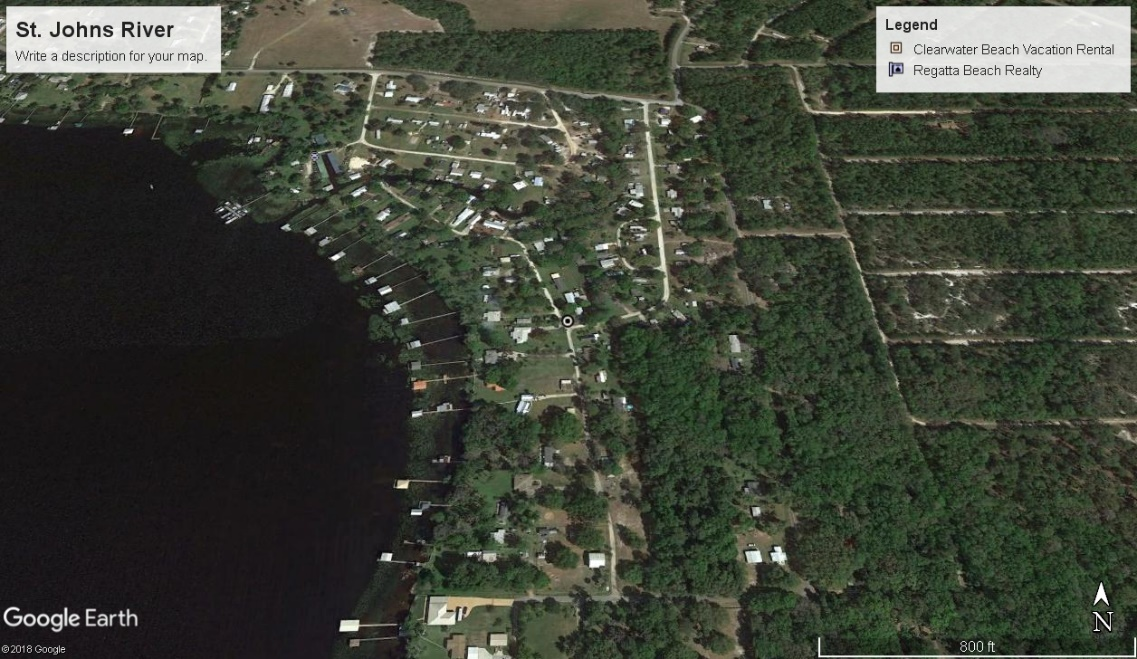 St. Johns River
Write a description for your map.
Legend
Clearwater Beach Vacation Rental
Regatta Beach Realty
Google Earth
©2018 Google
N
800 ft